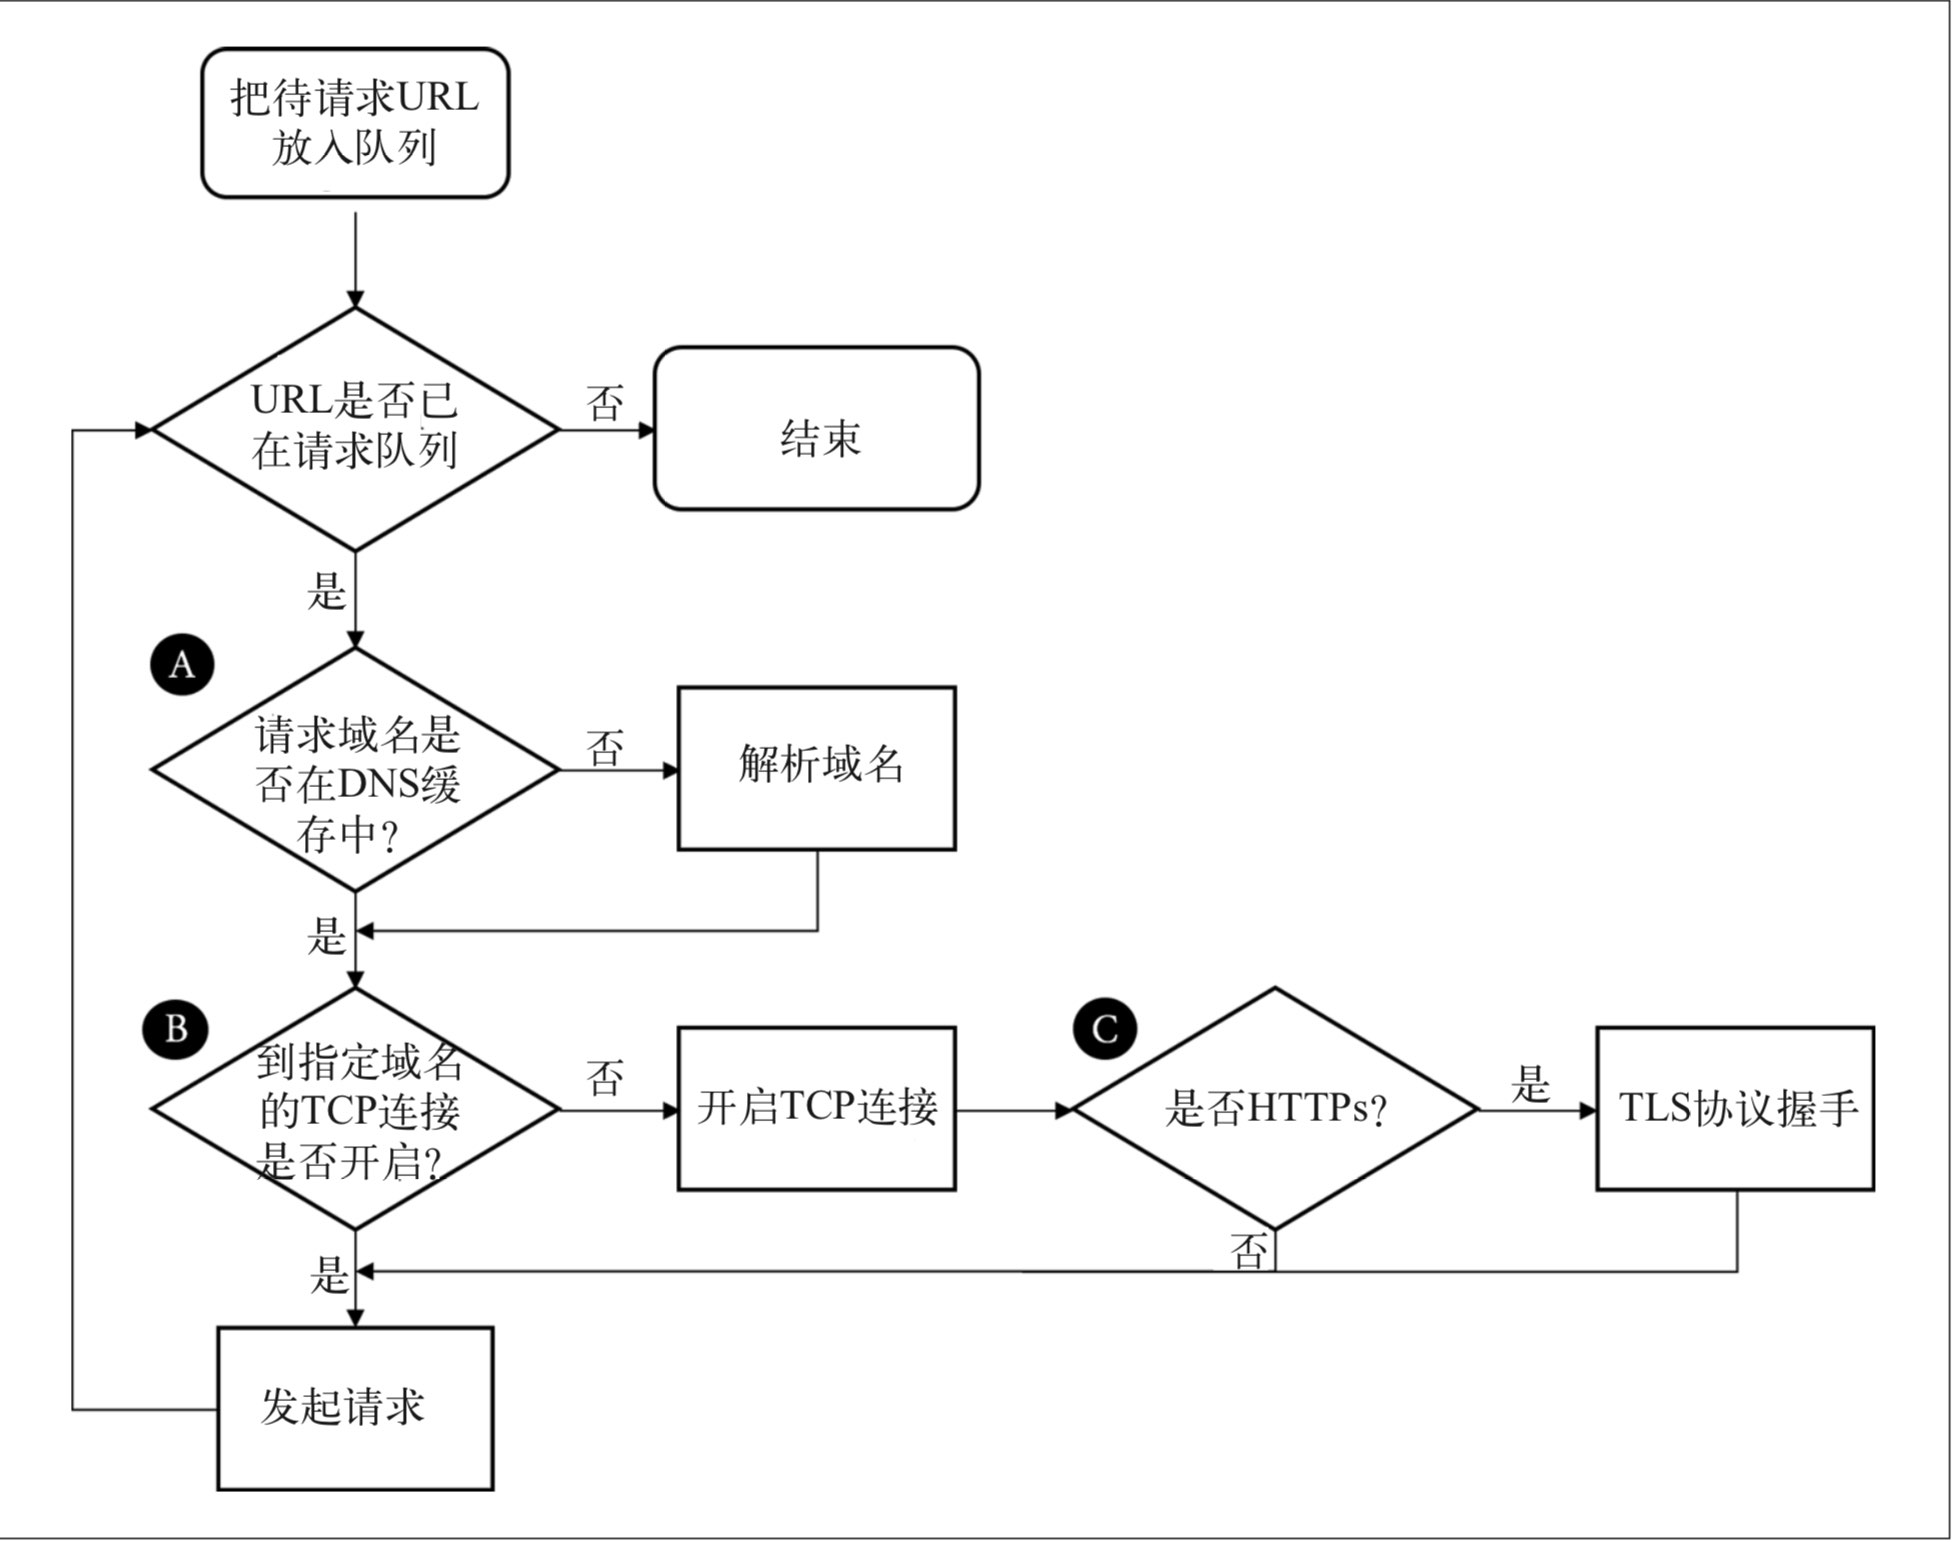 把待请求URL
放入队列
URL是否已
在请求队列
否
结束
是
A
请求域名是
否在DNS缓
存中?
否
解析域名
是
B
到指定域名
的TCP连接
是否开启?
否
开启TCP连接
C
是否HTTPs?
是
TLS协议握手
否
是
发起请求